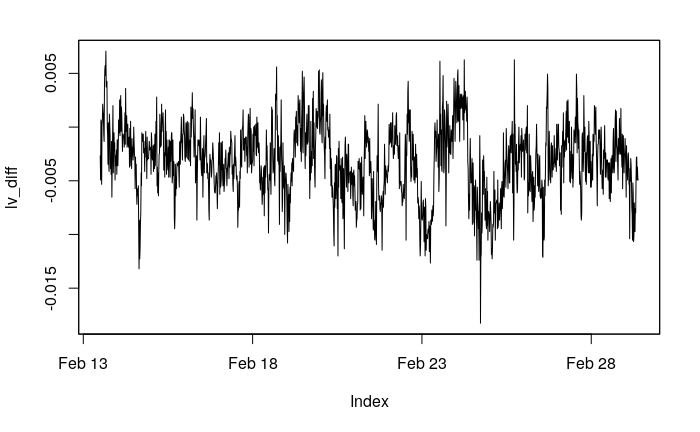 0.005
-0.005
-0.015
lv_diff
Feb 13
Feb 18
Feb 23
Feb 28
Index